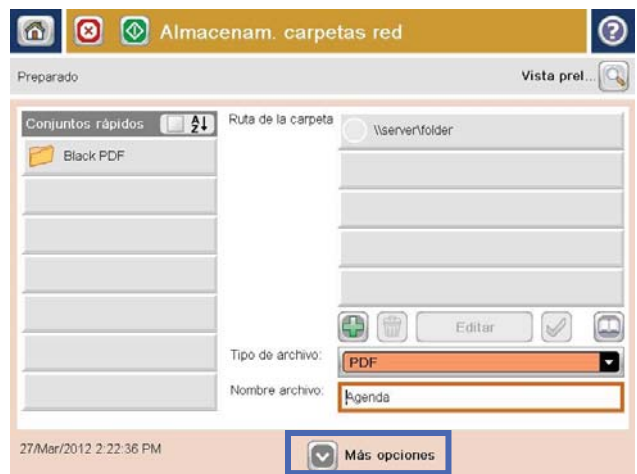 Almacenam. carpetas red
Preparado
Vista prel...
Conjuntos rápidos
Ruta de la carpeta
\\server\folder
Black PDF
Editar
Tipo de archivo:
PDF
Nombre archivo:
Agenda
27/Mar/2012 2:22:36 PM
Más opciones